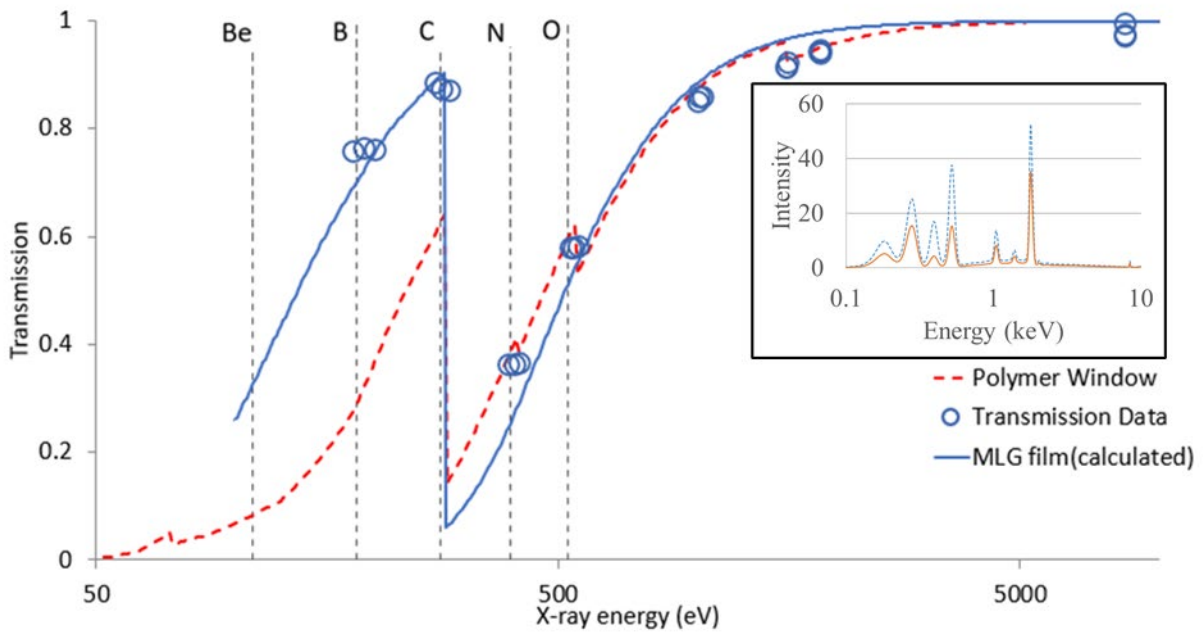 1
Be
B
C
N
O
0.8
0.6
0.4
0.2
0
Transmission
50
500
5000
X-ray energy (eV)
60
40
20
0
Intensity
0.1
1
10
Energy (keV)
Polymer Window
Transmission Data
MLG film(calculated)